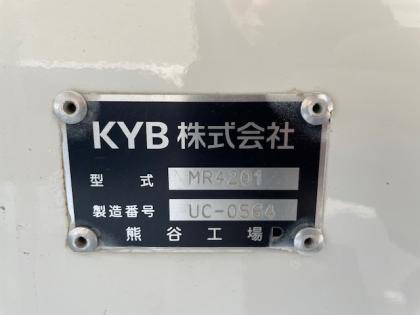 KYB 株式会社
型式 MR4201
製造番号 UC-0564
熊谷工場 P